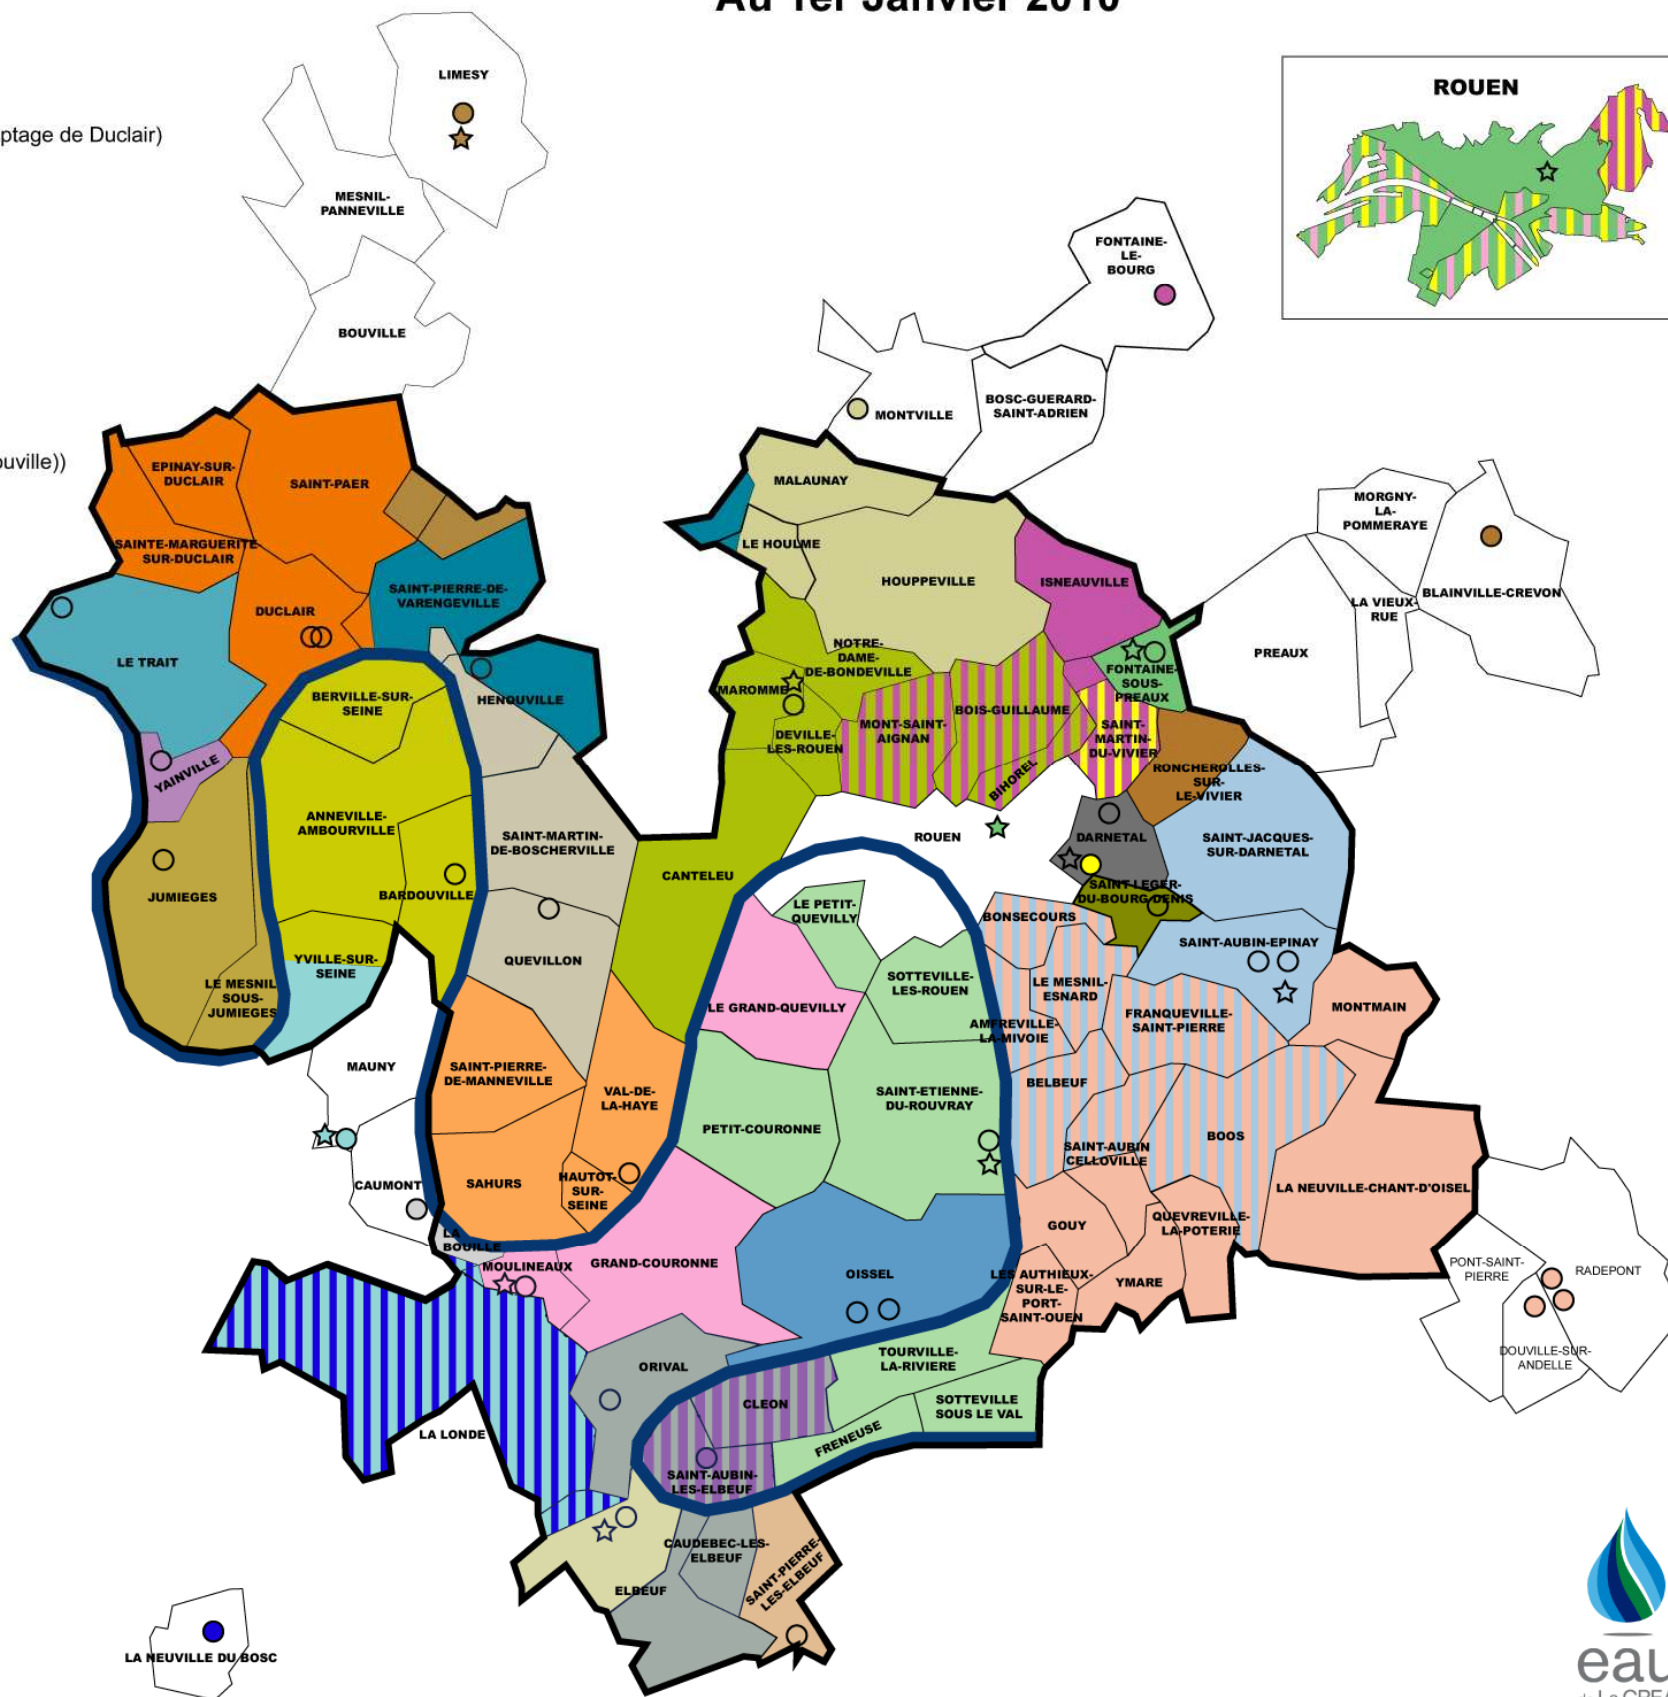 Au 1er Janvier 2010
ptage de Duclair)
ouville))
ROUEN
LIMESY
MESNIL-
PANNEVILLE
BOUVILLE
FONTAINE-
LE-
BOURG
MONTVILLE
BOSC-GUERARD-
SAINT-ADRIEN
MORGNY-
LA-
POMMERAYE
BLAINVILLE-CREVON
LA VIEUX-
RUE
PREAUX
EPINAY-SUR-
DUCLAIR
SAINT-PAER
SAINTE-MARGUERITE-
SUR-DUCLAIR
DUCLAIR
SAINT-PIERRE-DE-
VARENGEVILLE
LE TRAIT
HENOUVILLE
YAINVILLE
BERVILLE-SUR-
SEINE
ANNEVILLE-
AMBOURVILLE
BARDOUVILLE
JUMIEGES
LE MESNIL
SOUS-
JUMIEGES
YVILLE-SUR-
SEINE
SAINT-MARTIN-
DE-BOSCHERVILLE
QUEVILLON
MALAUNAY
LE HOULME
HOUPPEVILLE
ISNEAUVILLE
NOTRE-
DAME-
DE-BONDEVILLE
MAROMME
DEVILLE-
LES-ROUEN
MONT-SAINT-
AIGNAN
BOIS-GUILLAUME
BIHOREL
FONTAINE-
SOUS-
PREAUX
SAINT-
MARTIN-
DU-VIVIER
RONCHEROLLES-
SUR-
LE-VIVIER
ROUEN
DARNETAL
SAINT-JACQUES-
SUR-DARNETAL
CANTELEU
SAINT LEGER-
DU-BOURG-DENIS
LE PETIT-
QUEVILLY
BONSECOURS
SAINT-AUBIN-EPINAY
SOTTEVILLE-
LES-ROUEN
LE MESNIL-
ESNARD
LE GRAND-QUEVILLY
AMFREVILLE-
LA-MIVOIE
FRANQUEVILLE-
SAINT-PIERRE
MONTMAIN
MAUNY
SAINT-PIERRE-
DE-MANNEVILLE
VAL-DE-
LA-HAYE
SAINT-ETIENNE-
DU-ROUVRAY
BELBEUF
PETIT-COURONNE
SAINT-AUBIN
CELLOVILLE
BOOS
CAUMONT
SAHURS
HAUTOT-
SUR-
SEINE
LA NEUVILLE-CHANT-D'OISEL
GOUY
QUEVREVILLE-
LA-POTERIE
LA
BOUILLE
MOULINEAUX
GRAND-COURONNE
OISSEL
LES AUTHIEUX-
SUR-LE-
PORT-
SAINT-OUEN
YMARE
PONT-SAINT-
PIERRE
RADEPONT
DOUVILLE-SUR-
ANDELLE
ORIVAL
TOURVILLE-
LA-RIVIERE
CLEON
SOTTEVILLE
SOUS LE VAL
FRENEUSE
LA LONDE
SAINT-AUBIN-
LES-ELBEUF
CAUDEBEC-LES-
ELBEUF
ELBEUF
SAINT-PIERRE-
LES-ELBEUF
LA NEUVILLE DU BOSC
eau